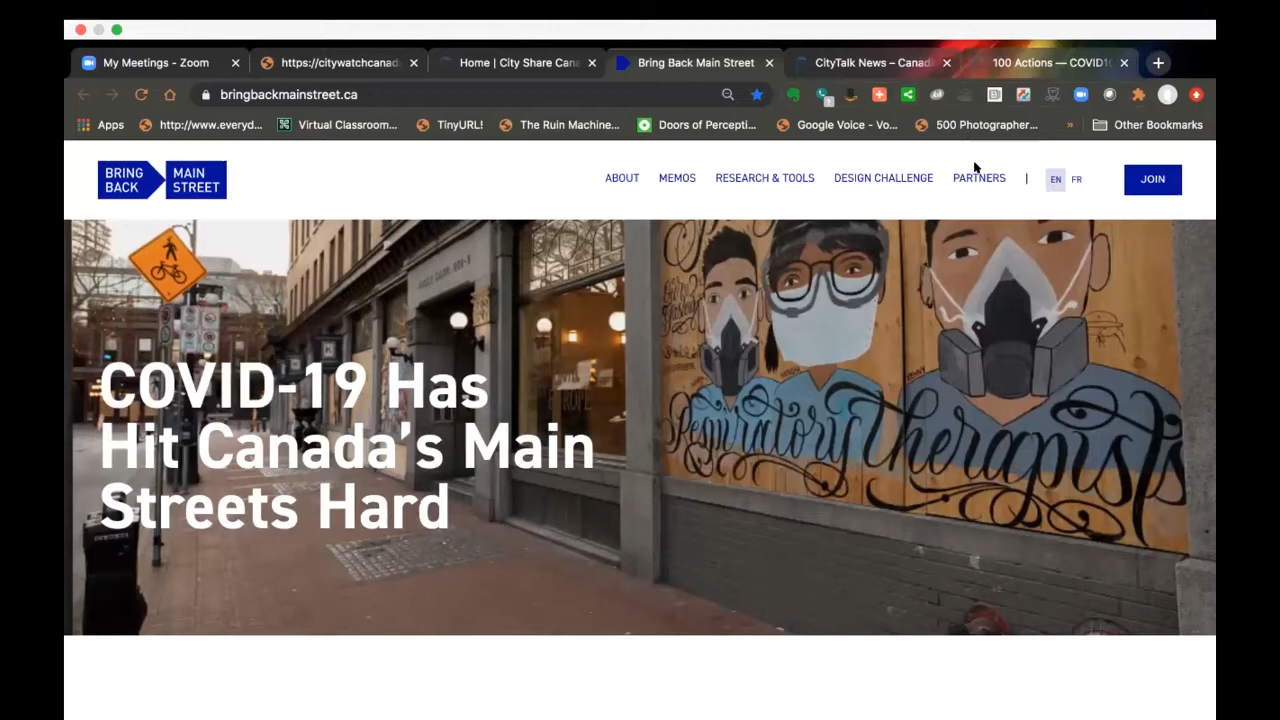 My Meetings - Zoom
https://citywatchcanad
Home | City Share Can
Bring Back Main Street
CityTalk News – Canadi
100 Actions — COVID19
bringbackmainstreet.ca
Apps
http://www.everyd...
Virtual Classroom...
TinyURL!
The Ruin Machine...
Doors of Percepti...
Google Voice - Vo...
500 Photographer...
»
Other Bookmarks
BRING BACK
MAIN STREET
ABOUT
MEMOS
RESEARCH & TOOLS
DESIGN CHALLENGE
PARTNERS
|
EN
FR
JOIN
COVID-19 Has
Hit Canada's Main
Streets Hard
Respiratory Therapists